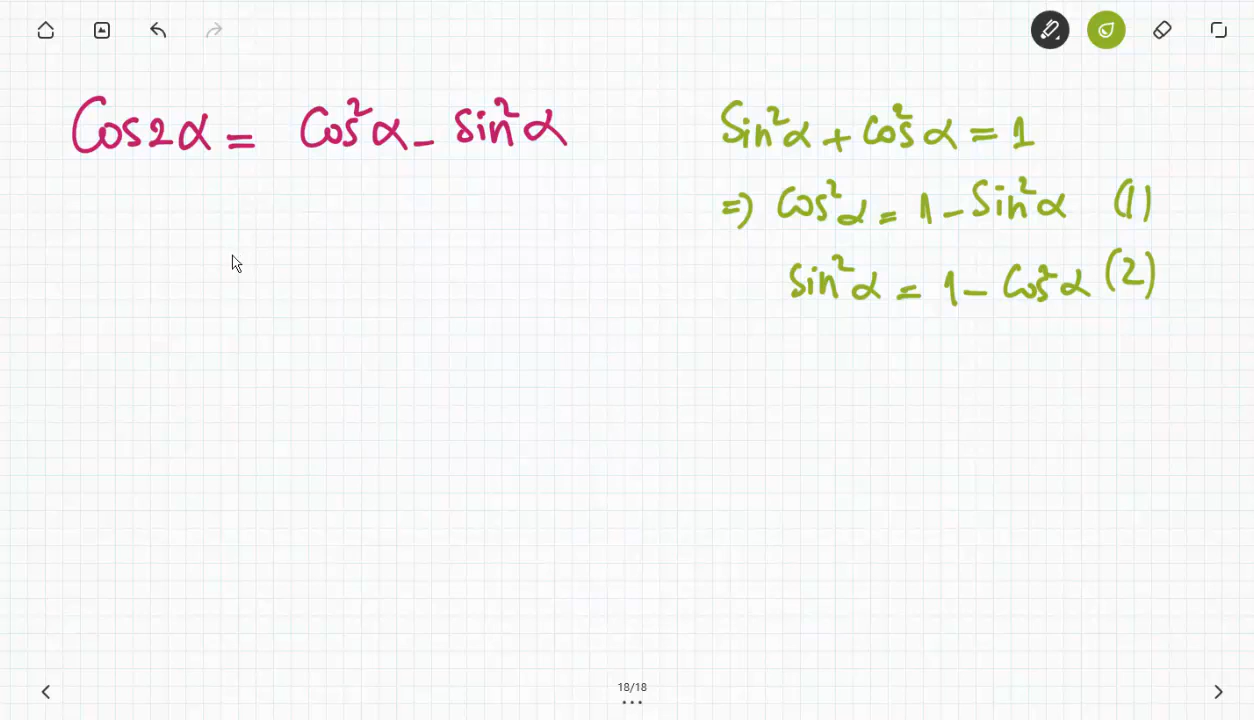 Cos2α = Cos²α - Sin²α
Sin²α + Cos²α = 1
⇒ Cos²α = 1 - Sin²α (1)
Sin²α = 1 - Cos²α (2)
18/18